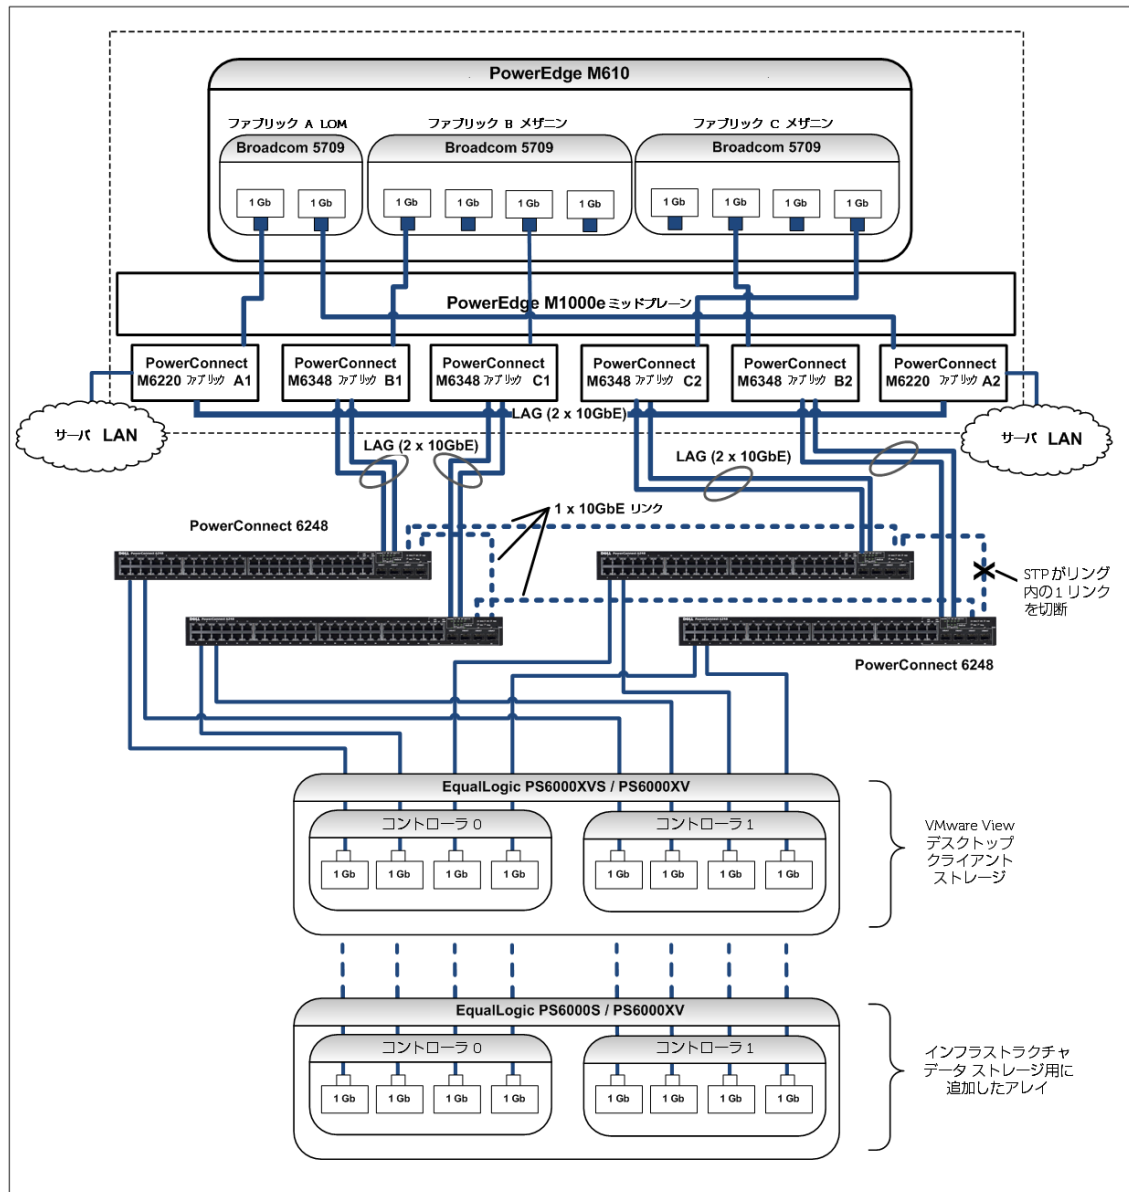 PowerEdge M610
ファブリック A LOM
ファブリック B メザニン
ファブリック C メザニン
Broadcom 5709
Broadcom 5709
Broadcom 5709
1 Gb
1 Gb
1 Gb
1 Gb
1 Gb
1 Gb
1 Gb
1 Gb
1 Gb
1 Gb
PowerEdge M1000e ミッドプレーン
PowerConnect
M6220 ファブリック A1
PowerConnect
M6348 ファブリック B1
PowerConnect
M6348 ファブリック C1
PowerConnect
M6348 ファブリック C2
PowerConnect
M6348 ファブリック B2
PowerConnect
M6220 ファブリック A2
LAG (2 x 10GbE)
サーバ LAN
サーバ LAN
LAG (2 x 10GbE)
LAG (2 x 10GbE)
1 x 10GbE リンク
PowerConnect 6248
STPがリング
内の1 リンク
を切断
PowerConnect 6248
EqualLogic PS6000XVS / PS6000XV
コントローラ 0
コントローラ 1
1 Gb
1 Gb
1 Gb
1 Gb
1 Gb
1 Gb
1 Gb
1 Gb
VMware View
デスクトップ
クライアント
ストレージ
EqualLogic PS6000S / PS6000XV
コントローラ 0
コントローラ 1
1 Gb
1 Gb
1 Gb
1 Gb
1 Gb
1 Gb
1 Gb
1 Gb
インフラストラクチャ
データ ストレージ用に
追加したアレイ